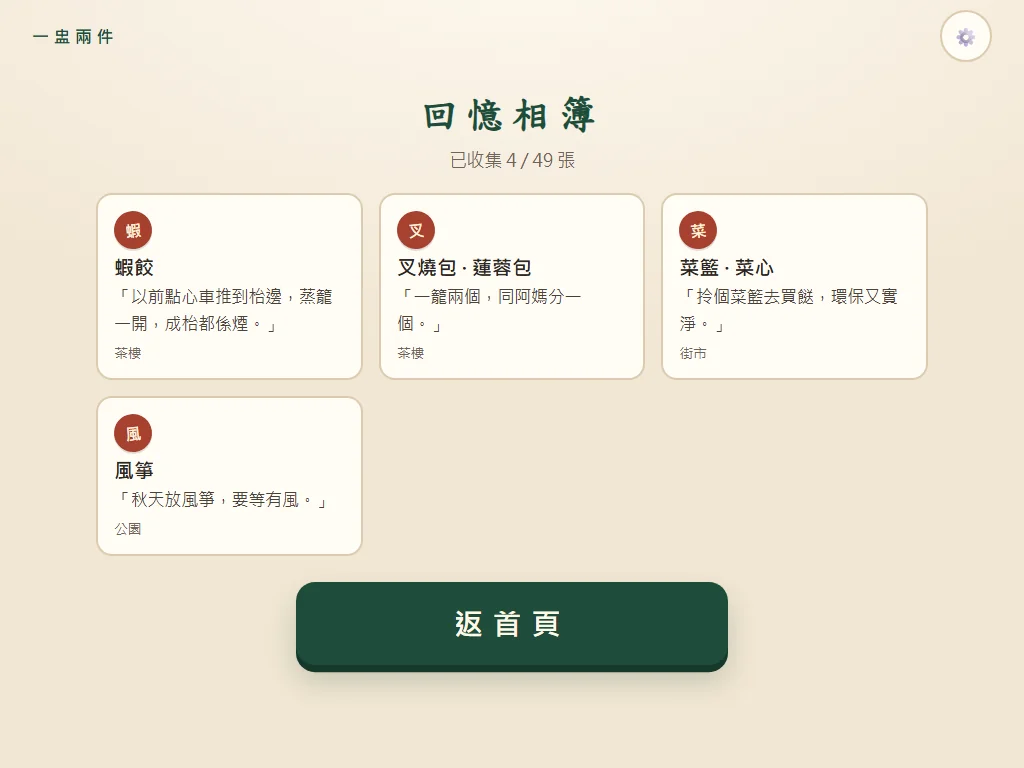 一盅兩件
回憶相簿
已收集 4 / 49 張
蝦
蝦餃
「以前點心車推到枱邊，蒸籠
一開，成枱都係煙。」
茶樓
叉
叉燒包 · 蓮蓉包
「一籠兩個，同阿媽分一
個。」
茶樓
菜
菜籃 · 菜心
「拎個菜籃去買餸，環保又實
淨。」
街市
風
風箏
「秋天放風箏，要等有風。」
公園
返首頁